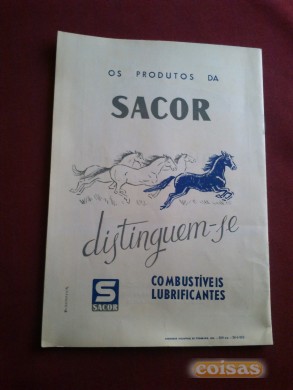 OS PRODUTOS DA
SACOR
distinguem-se
S
SACOR
COMBUSTÍVEIS
LUBRIFICANTES
coisas